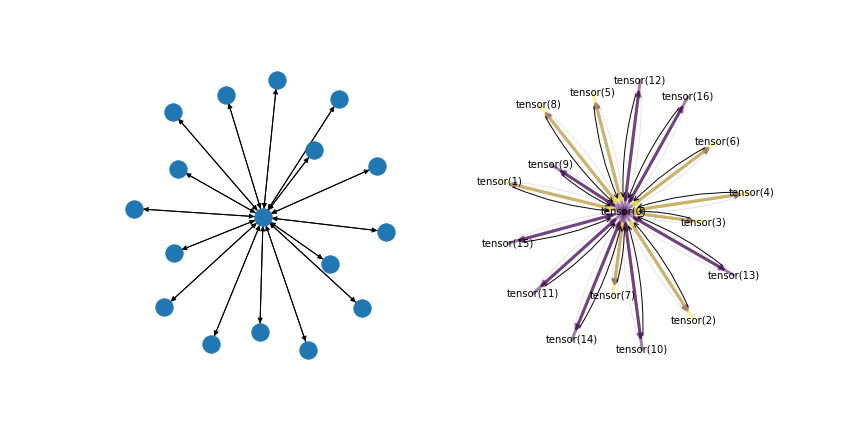 tensor(12)
tensor(5)
tensor(16)
tensor(8)
tensor(6)
tensor(9)
tensor(1)
tensor(4)
tensor(0)
tensor(3)
tensor(15)
tensor(13)
tensor(11)
tensor(7)
tensor(2)
tensor(14)
tensor(10)